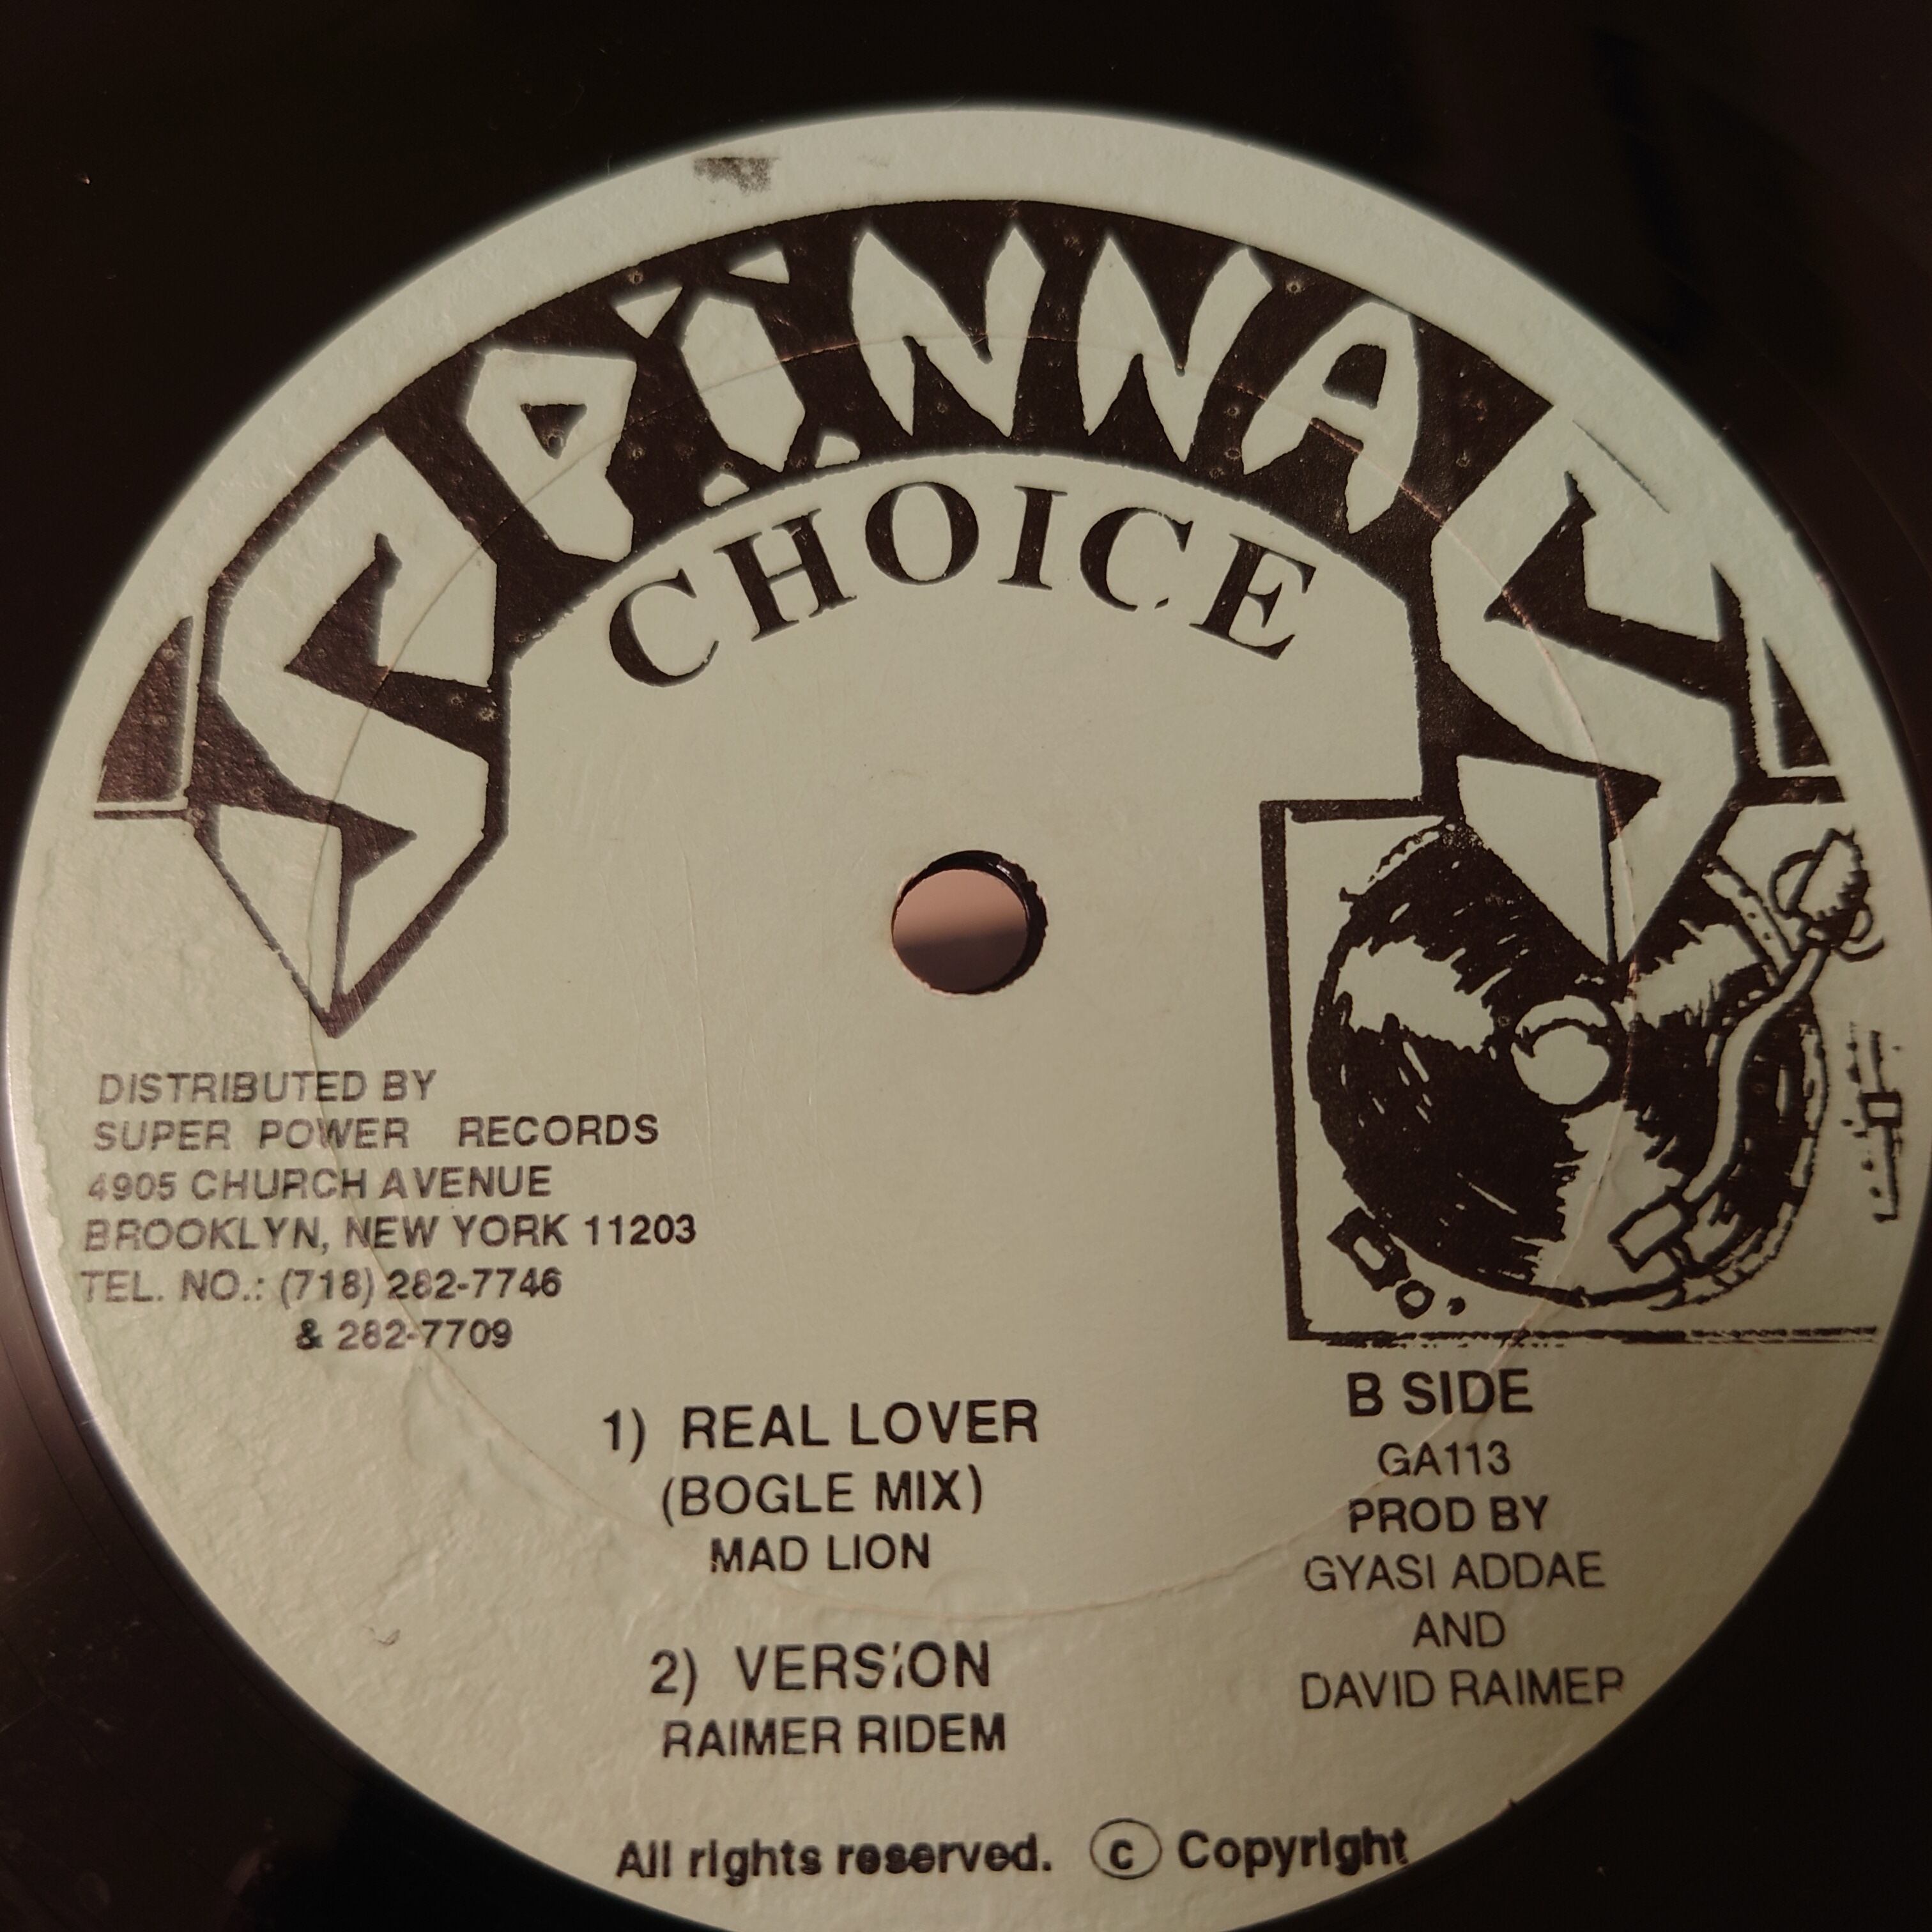 SPINNAS
CHOICE
DISTRIBUTED BY
SUPER POWER RECORDS
4905 CHURCH AVENUE
BROOKLYN, NEW YORK 11203
TEL. NO.: (718) 282-7746
& 282-7709
1) REAL LOVER
(BOGLE MIX)
MAD LION
2) VERSION
RAIMER RIDEM
B SIDE
GA113
PROD BY
GYASI ADDAE
AND
DAVID RAIMER
All rights reserved. © Copyright